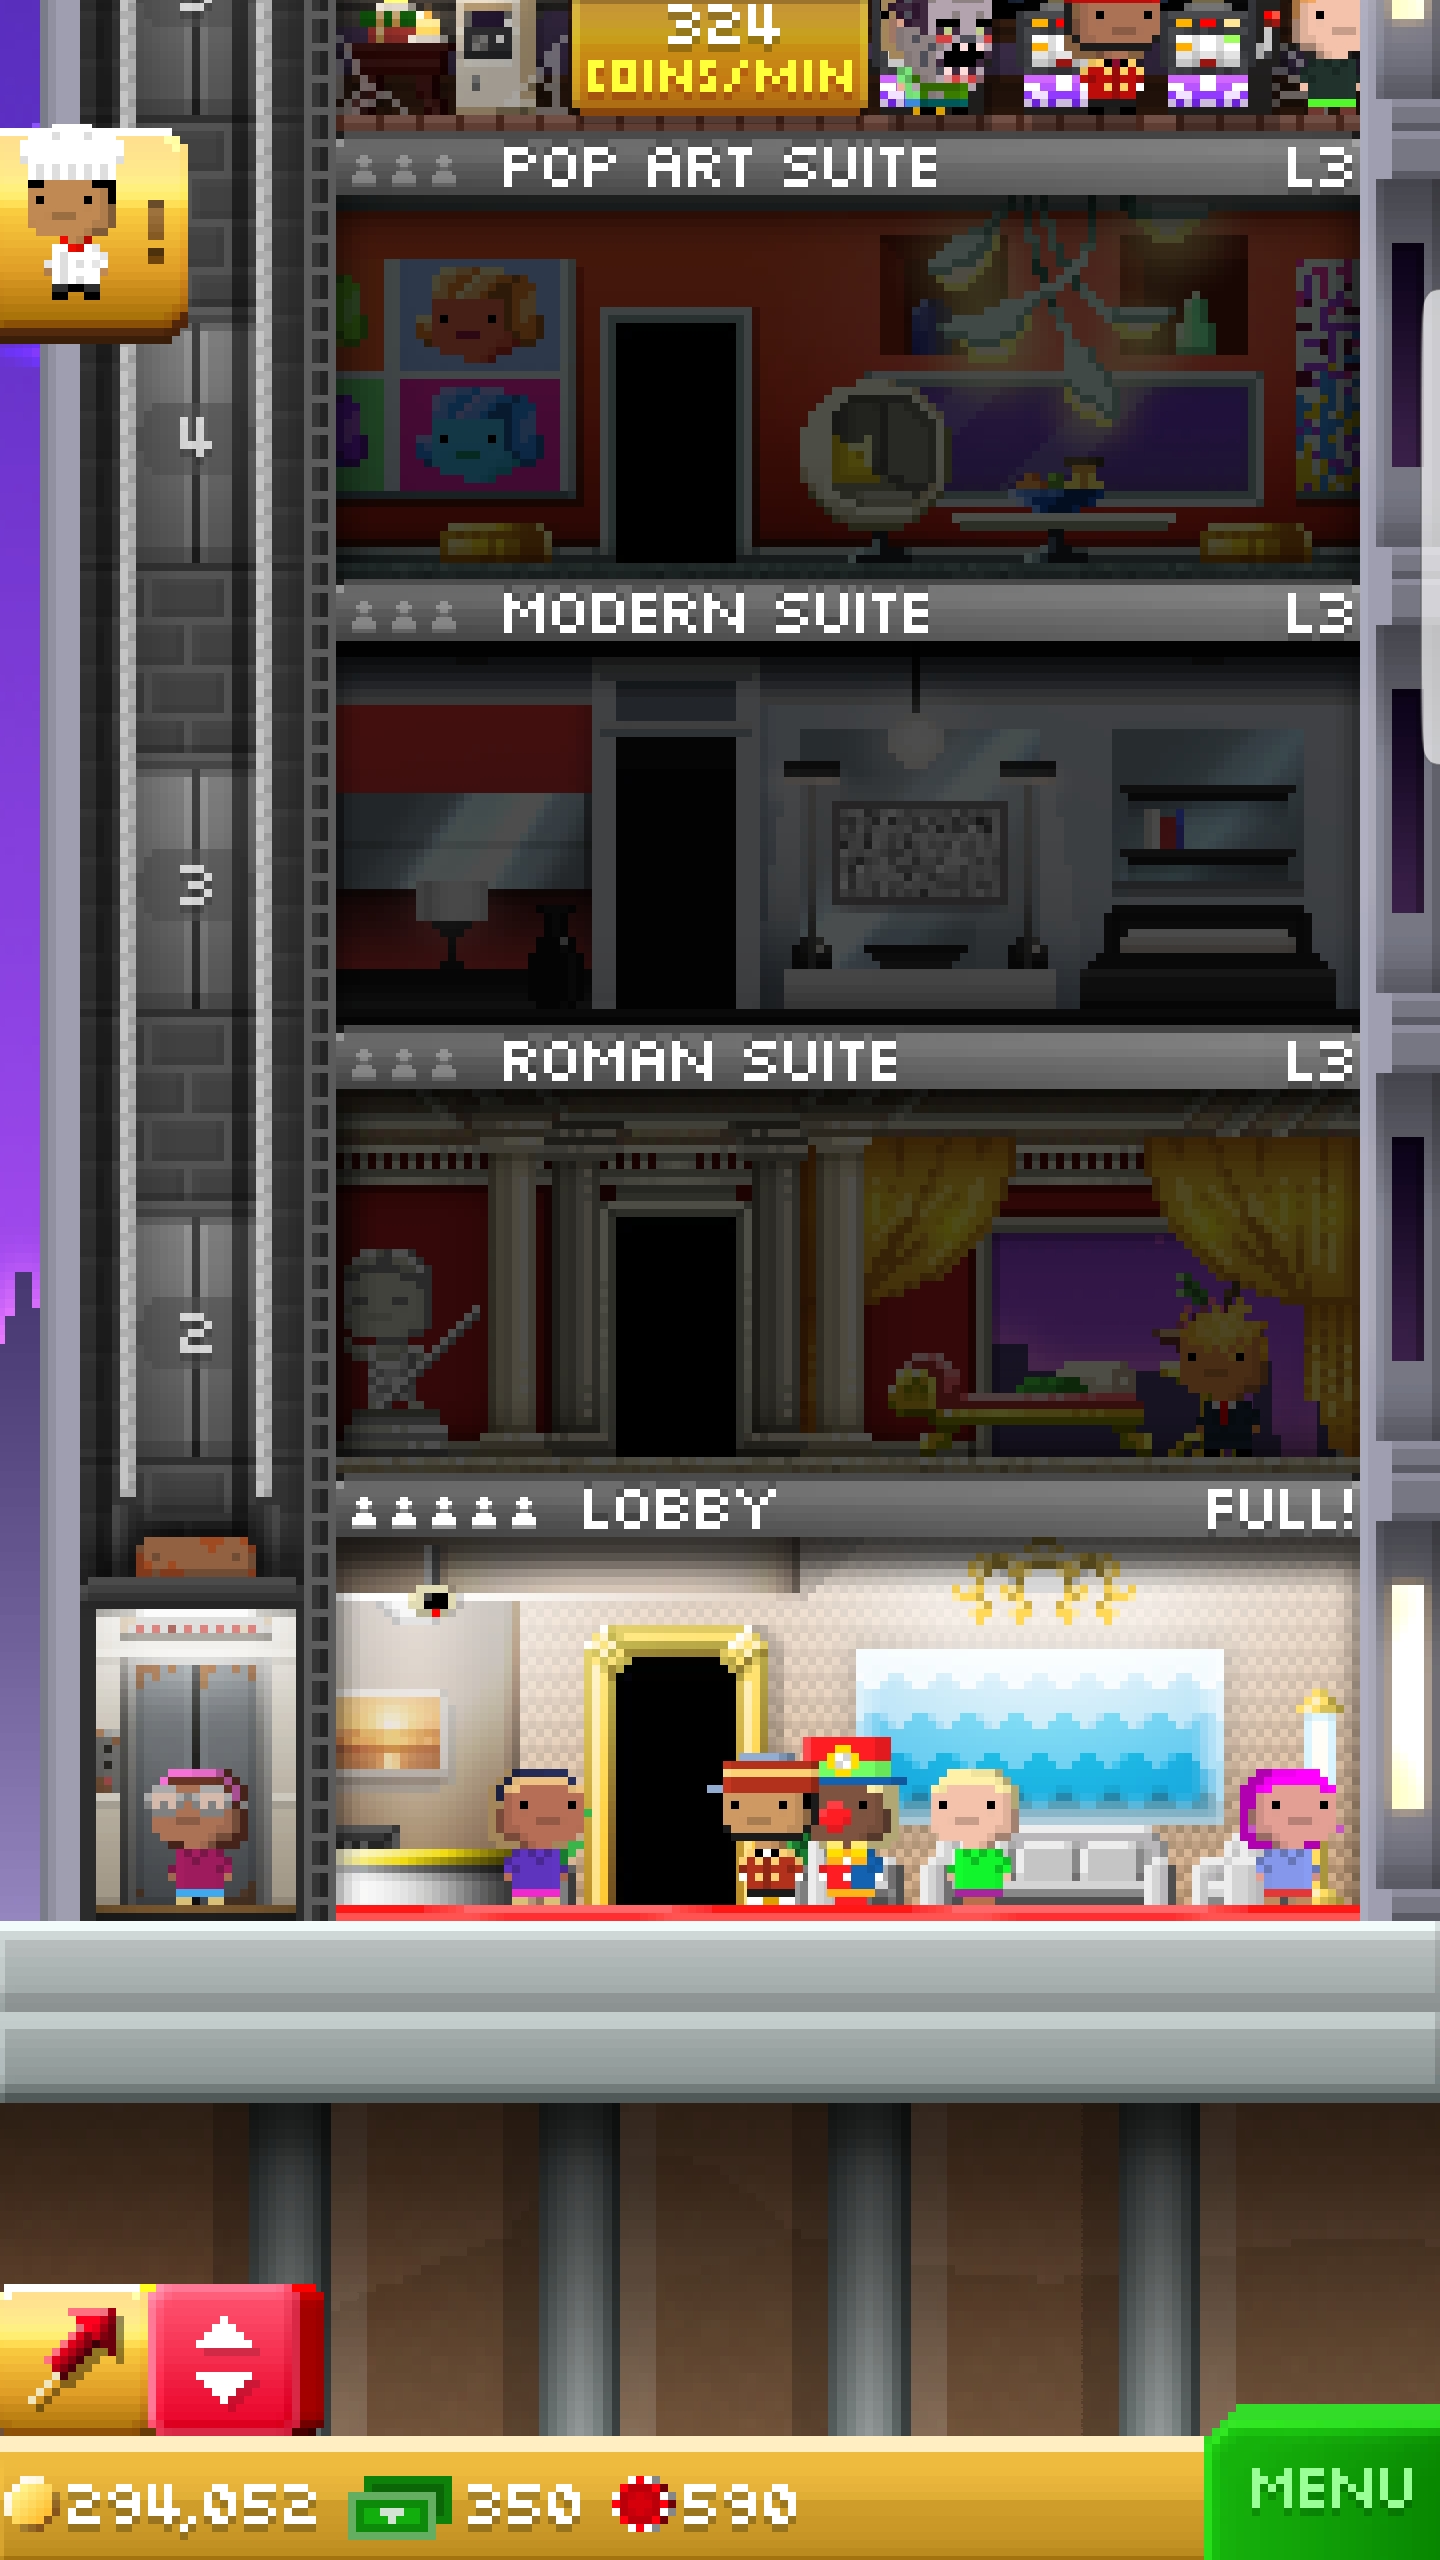 324
COINS/MIN
POP ART SUITE L3
!
4
MODERN SUITE L3
3
ROMAN SUITE L3
2
LOBBY FULL!
MENU
294,052 350 590